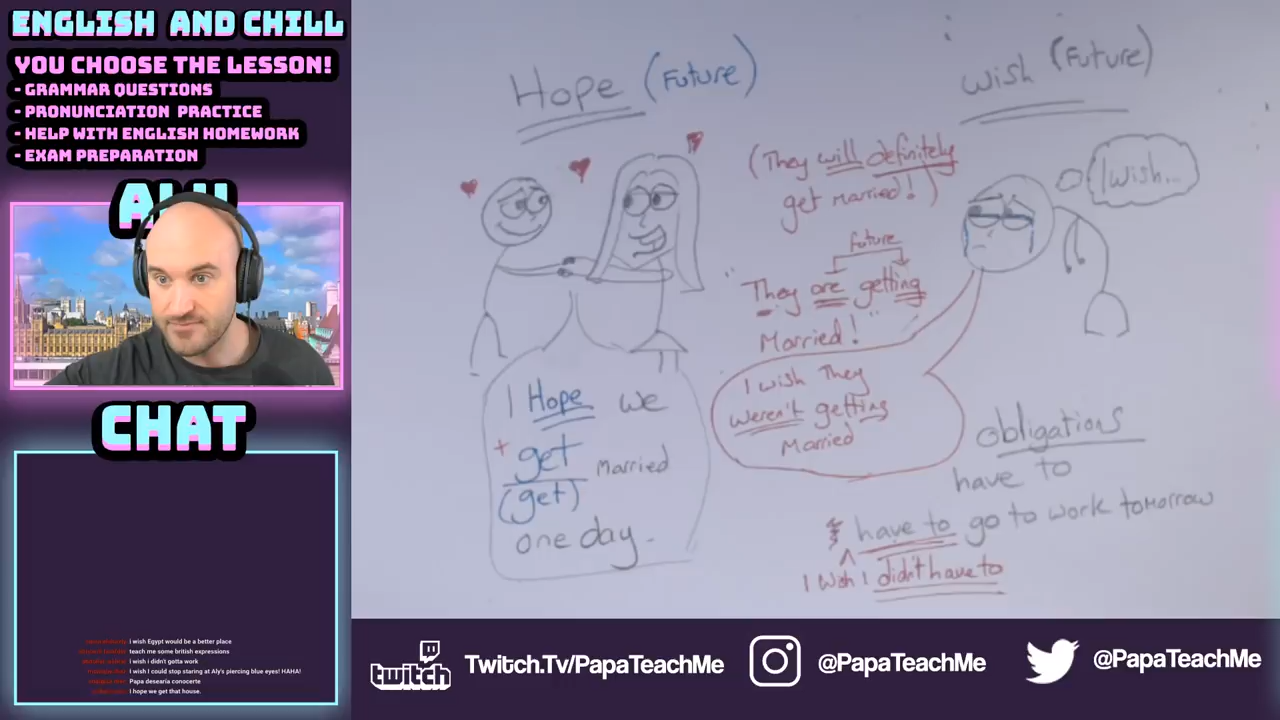 ENGLISH AND CHILL
YOU CHOOSE THE LESSON!
- GRAMMAR QUESTIONS
- PRONUNCIATION PRACTICE
- HELP WITH ENGLISH HOMEWORK
- EXAM PREPARATION
CHAT
i wish Egypt would be a better place
teach me some british expressions
i wish i didn't gotta work
I wish I could stop staring at Aly's piercing blue eyes! HAHA!
Papa desearía conocerte
I hope we get that house.
Hope (Future)
I Hope we
+ get married
(get)
one day.
(They will definitely
get married!)
future
"They are getting
Married!"
I wish They
weren't getting
Married
wish (Future)
I wish...
obligations
have to
have to go to work tomorrow
I wish I didn't have to
twitch
Twitch.Tv/PapaTeachMe
@PapaTeachMe
@PapaTeachMe